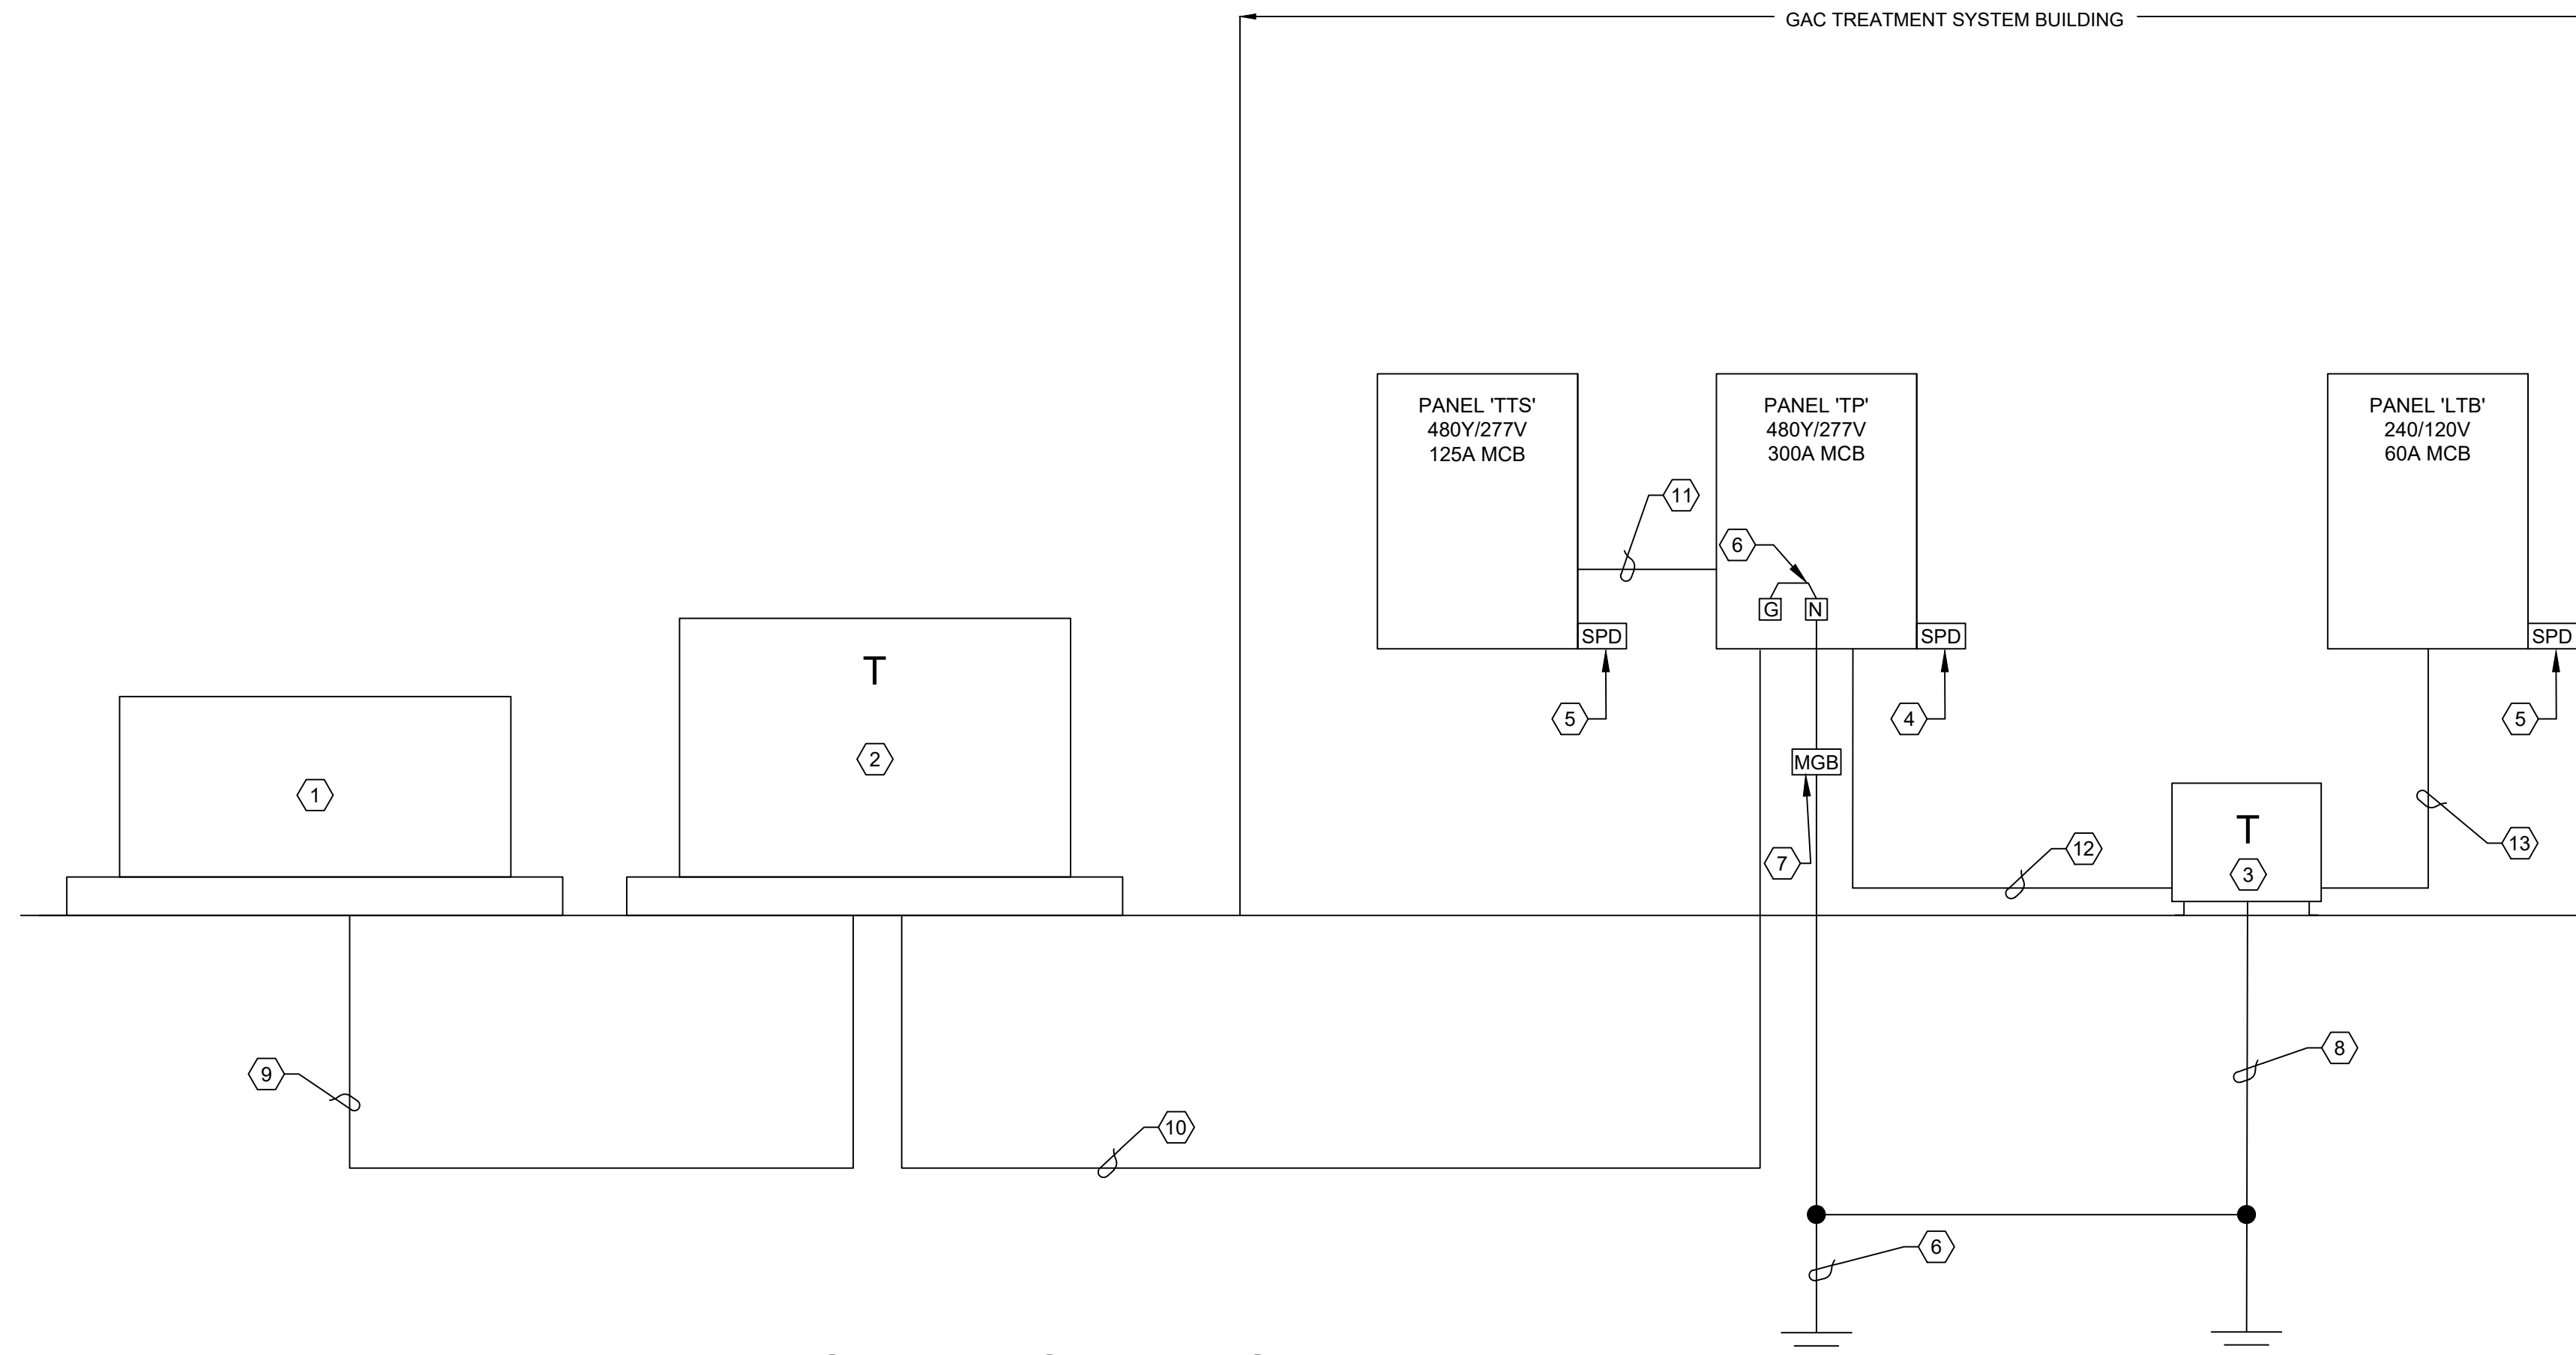 GAC TREATMENT SYSTEM BUILDING
PANEL 'TTS'
480Y/277V
125A MCB
PANEL 'TP'
480Y/277V
300A MCB
PANEL 'LTB'
240/120V
60A MCB
11
6
G
N
SPD
SPD
SPD
T
5
4
5
2
MGB
1
T
7
12
13
3
9
8
10
6